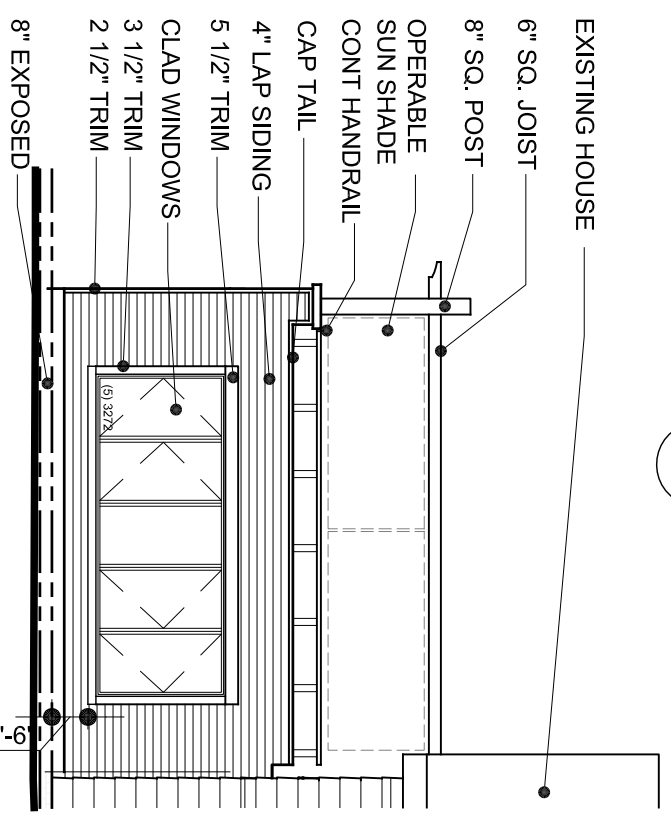 EXISTING HOUSE
6" SQ. JOIST
8" SQ. POST
OPERABLE
SUN SHADE
CONT HANDRAIL
CAP TAIL
4" LAP SIDING
5 1/2" TRIM
CLAD WINDOWS
3 1/2" TRIM
2 1/2" TRIM
8" EXPOSED
(5) 3272
'-6"